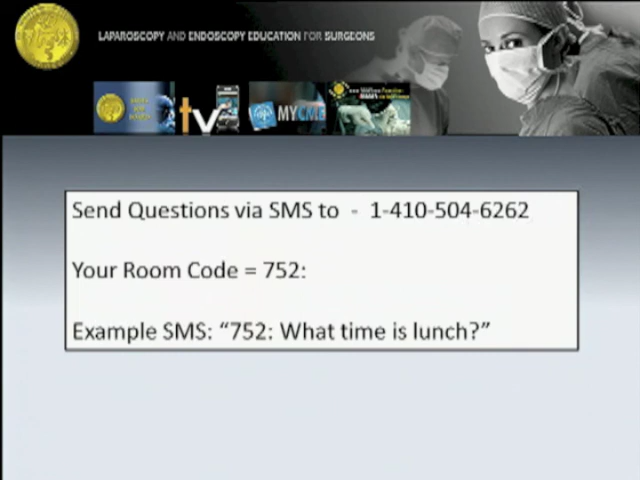 LAPAROSCOPY AND ENDOSCOPY EDUCATION FOR SURGEONS
tv
MYCME
Send Questions via SMS to - 1-410-504-6262
Your Room Code = 752:
Example SMS: “752: What time is lunch?”